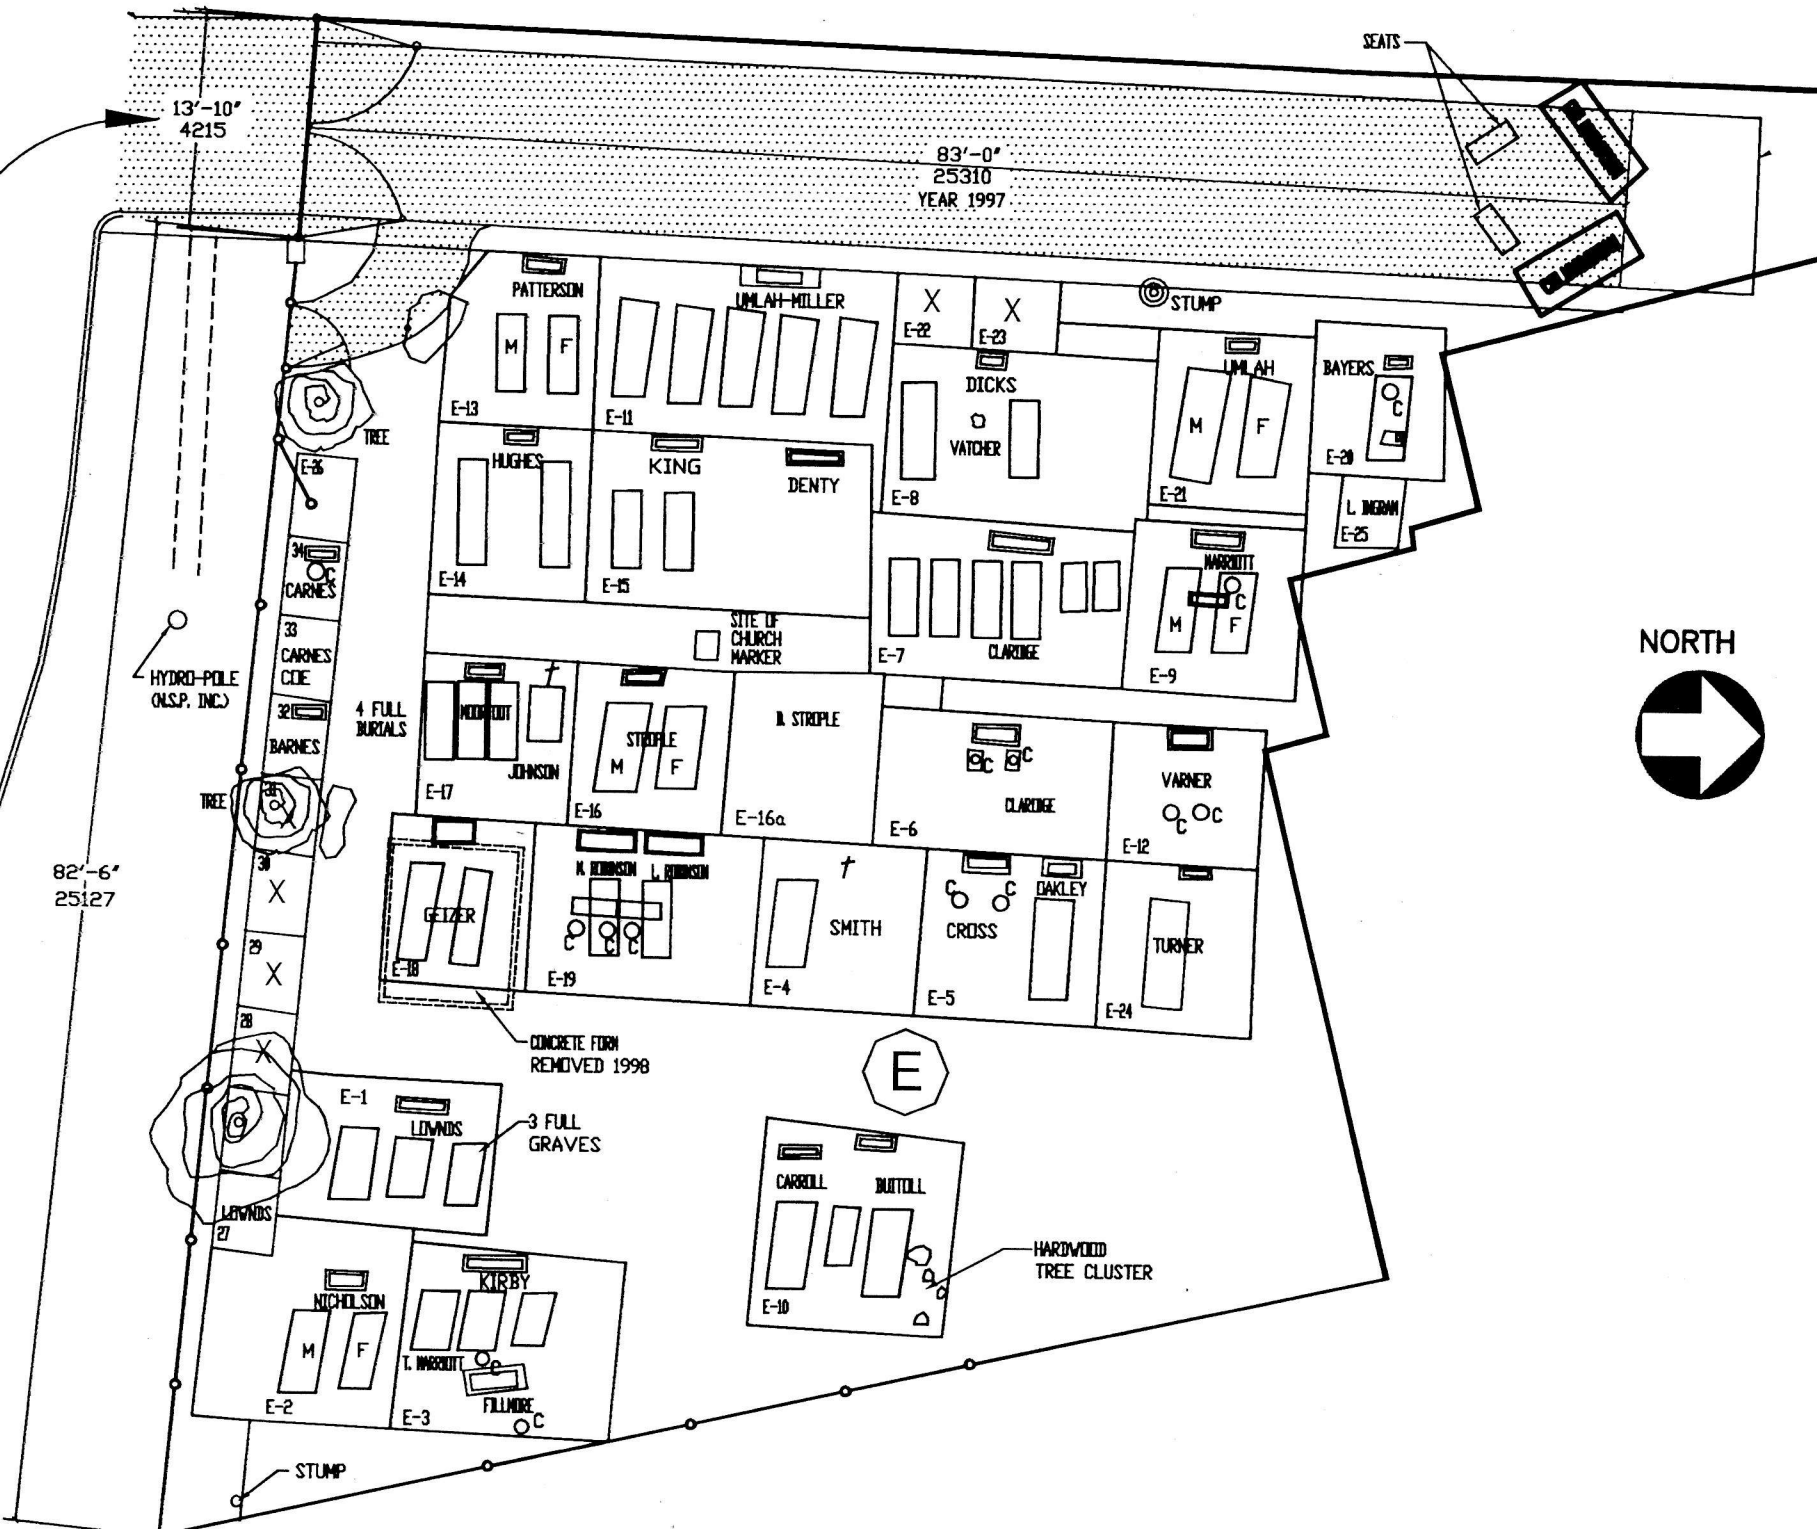 SEATS
13'-10"
4215
83'-0"
25310
YEAR 1997
PATTERSON
M
F
E-13
UMLAH-MILLER
E-11
X
E-22
X
E-23
STUMP
DICKS
VATCHER
E-8
UMLAH
M
F
E-21
BAYERS
C
E-20
L. INGRAM
E-25
TREE
E-26
HUGHES
E-14
KING
DENTY
E-15
34
C
CARNES
33
CARNES
COE
32
BARNES
HYDRO-POLE
(N.S.P. INC.)
4 FULL
BURIALS
SITE OF
CHURCH
MARKER
CLARIDGE
E-7
MARRIOTT
C
M
F
E-9
NORTH
MOORFOOT
JOHNSON
E-17
STROPLE
M
F
E-16
D. STROPLE
E-16a
C
C
CLARIDGE
E-6
VARNER
C
C
E-12
TREE
31
X
82'-6"
25127
30
X
29
X
28
X
GEIZER
E-18
N. ROBINSON
L. ROBINSON
C
C
C
E-19
SMITH
E-4
C
C
CROSS
OAKLEY
E-5
TURNER
E-24
CONCRETE FORM
REMOVED 1998
E
E-1
LOWNDS
3 FULL
GRAVES
LOWNDS
27
CARROLL
BUTTOLL
E-10
HARDWOOD
TREE CLUSTER
NICHOLSON
M
F
E-2
KIRBY
T. MARRIOTT
C
FILLMORE
C
E-3
STUMP